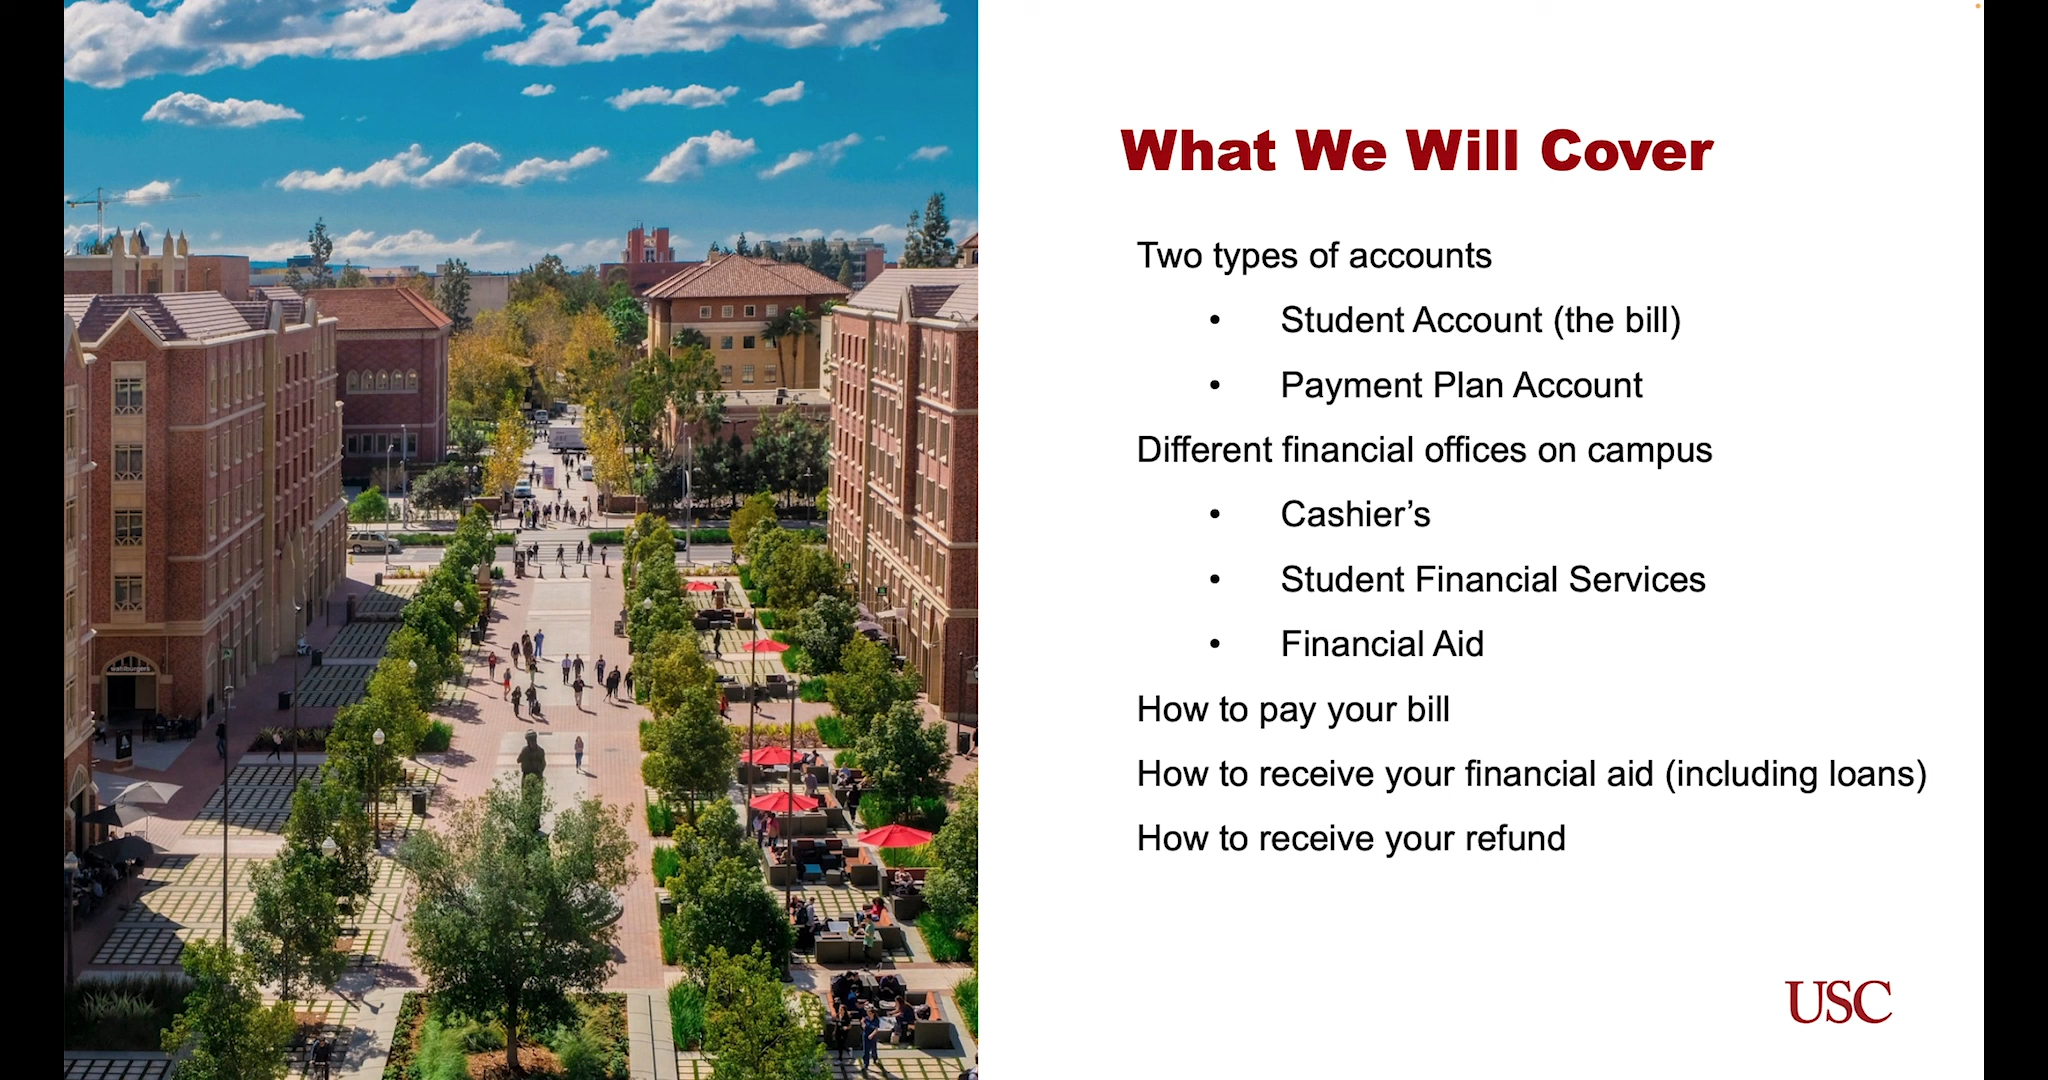 What We Will Cover
Two types of accounts
• Student Account (the bill)
• Payment Plan Account
Different financial offices on campus
• Cashier’s
• Student Financial Services
• Financial Aid
How to pay your bill
How to receive your financial aid (including loans)
How to receive your refund
USC
wahlburgers